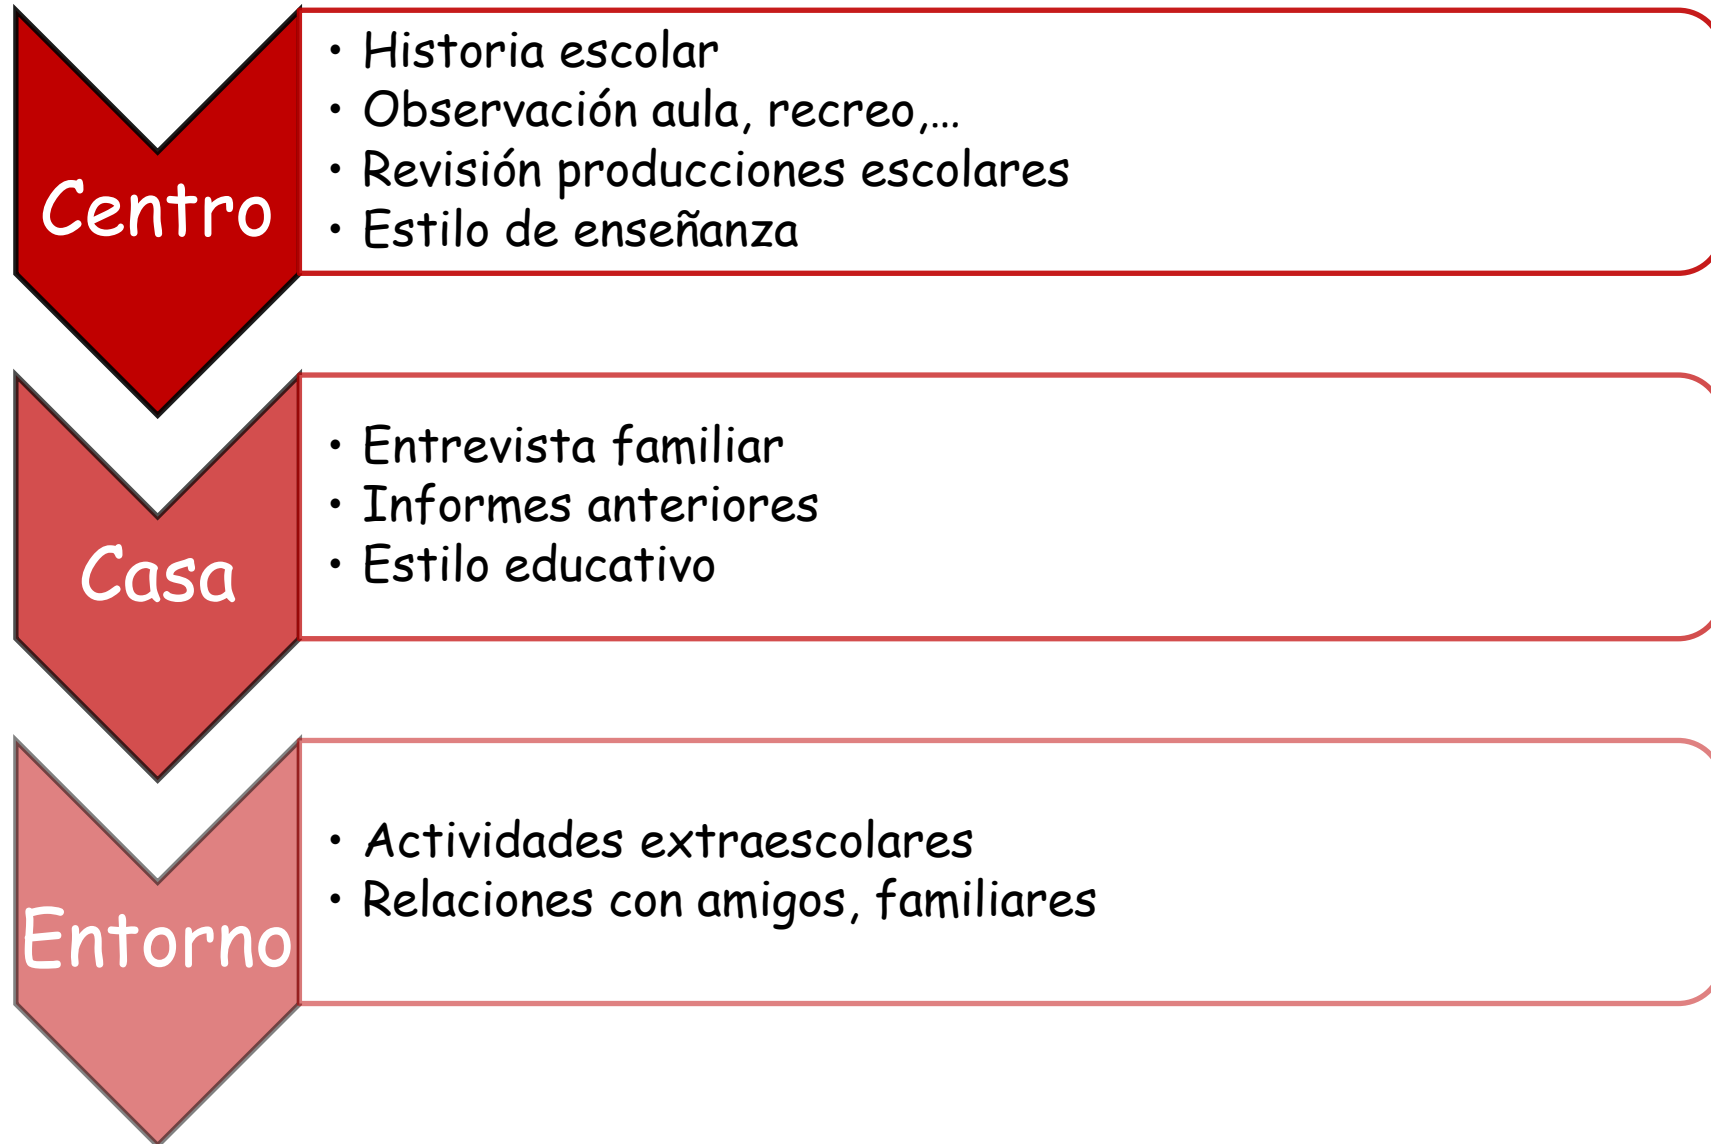 Centro
• Historia escolar
• Observación aula, recreo,...
• Revisión producciones escolares
• Estilo de enseñanza
Casa
• Entrevista familiar
• Informes anteriores
• Estilo educativo
Entorno
• Actividades extraescolares
• Relaciones con amigos, familiares